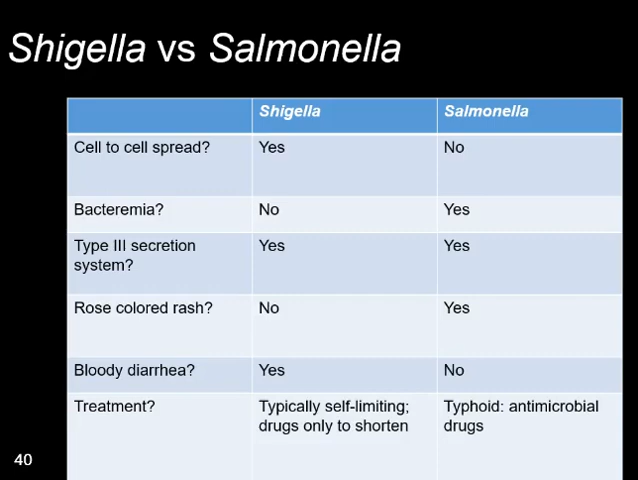 Shigella vs Salmonella
Shigella Salmonella
Cell to cell spread? Yes No
Bacteremia? No Yes
Type III secretion system? Yes Yes
Rose colored rash? No Yes
Bloody diarrhea? Yes No
Treatment? Typically self-limiting; drugs only to shorten Typhoid: antimicrobial drugs
40